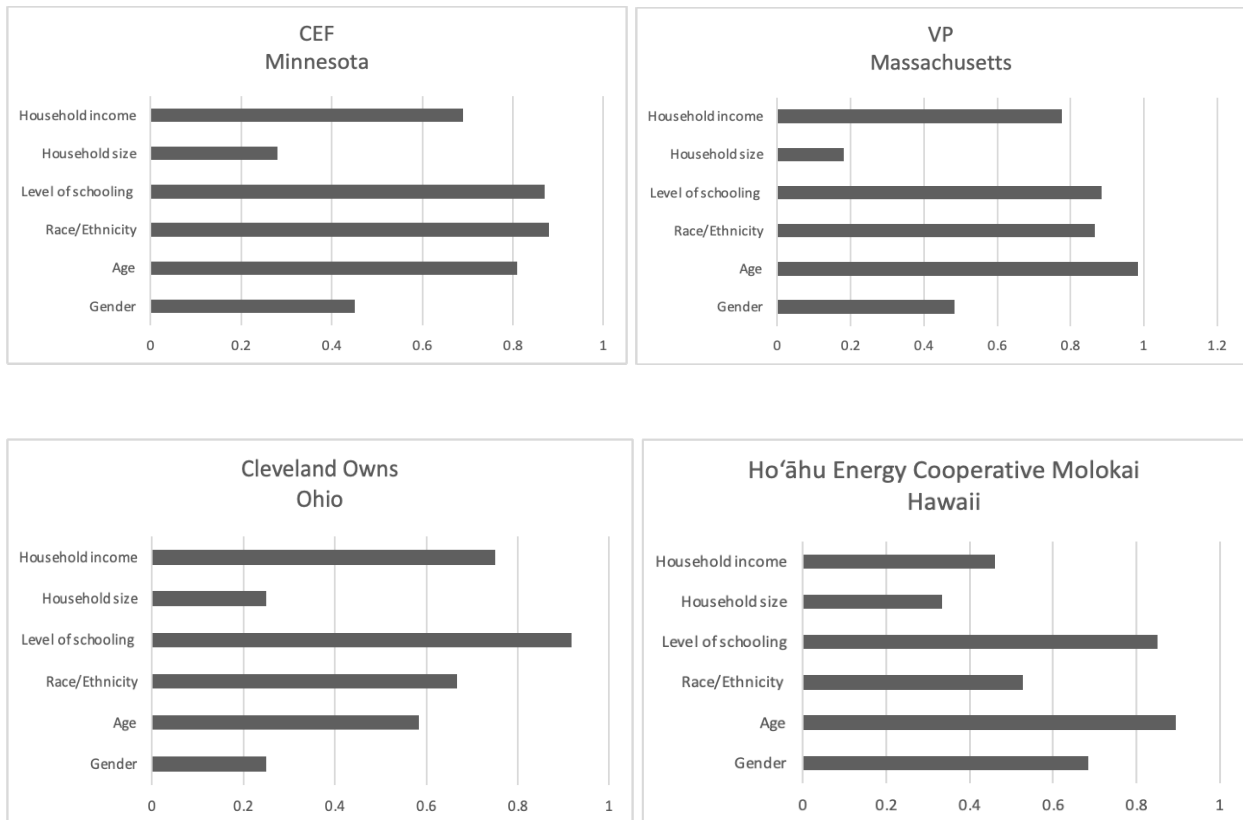 CEF
Minnesota
Household income
Household size
Level of schooling
Race/Ethnicity
Age
Gender
0 0.2 0.4 0.6 0.8 1
VP
Massachusetts
Household income
Household size
Level of schooling
Race/Ethnicity
Age
Gender
0 0.2 0.4 0.6 0.8 1 1.2
Cleveland Owns
Ohio
Household income
Household size
Level of schooling
Race/Ethnicity
Age
Gender
0 0.2 0.4 0.6 0.8 1
Hoʻāhu Energy Cooperative Molokai
Hawaii
Household income
Household size
Level of schooling
Race/Ethnicity
Age
Gender
0 0.2 0.4 0.6 0.8 1